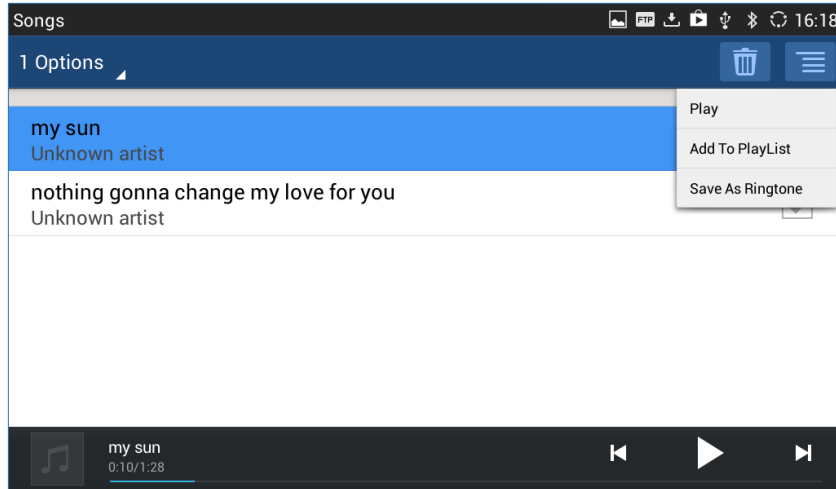 Songs
FTP
16:18
1 Options
Play
my sun
Unknown artist
Add To PlayList
nothing gonna change my love for you
Save As Ringtone
Unknown artist
my sun
0:10/1:28